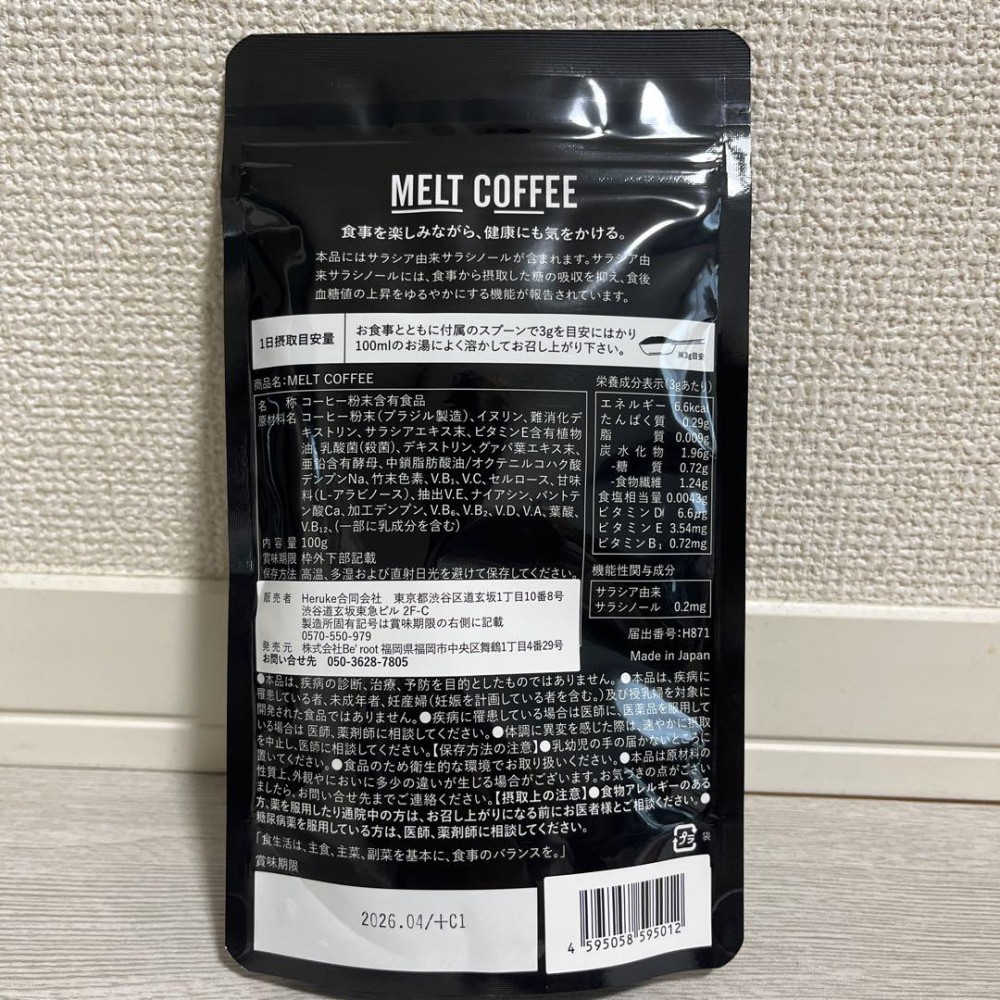 MELT COFFEE
食事を楽しみながら、健康にも気をかける。
本品にはサラシア由来サラシノールが含まれます。サラシア由
来サラシノールには、食事から摂取した糖の吸収を抑え、食後
血糖値の上昇をゆるやかにする機能が報告されています。
1日摂取目安量
お食事とともに付属のスプーンで3gを目安にはかり
100mlのお湯によく溶かしてお召し上がり下さい。
※3g目安
商品名:MELT COFFEE
名　称 コーヒー粉末含有食品
原材料名 コーヒー粉末(ブラジル製造)、イヌリン、難消化デ
キストリン、サラシアエキス末、ビタミンE含有植物
油、乳酸菌(殺菌)、デキストリン、グァバ葉エキス末、
亜鉛含有酵母、中鎖脂肪酸油/オクテニルコハク酸
デンプンNa、竹末色素、V.B₁、V.C、セルロース、甘味
料(L-アラビノース)、抽出V.E、ナイアシン、パントテ
ン酸Ca、加工デンプン、V.B₆、V.B₂、V.D、V.A、葉酸、
V.B₁₂、(一部に乳成分を含む)
内容量 100g
賞味期限 枠外下部記載
保存方法 高温、多湿および直射日光を避けて保存してください。
販売者 Heruke合同会社　東京都渋谷区道玄坂1丁目10番8号
渋谷道玄坂東急ビル 2F-C
製造所固有記号は賞味期限の右側に記載
0570-550-979
発売元 株式会社Be' root 福岡県福岡市中央区舞鶴1丁目4番29号
お問い合せ先 050-3628-7805
栄養成分表示(3gあたり)
エネルギー 6.6kcal
たんぱく質 0.29g
脂　質 0.009g
炭水化物 1.96g
-糖　質 0.72g
-食物繊維 1.24g
食塩相当量 0.0043g
ビタミンD 6.6μg
ビタミンE 3.54mg
ビタミンB₁ 0.72mg
機能性関与成分
サラシア由来
サラシノール 0.2mg
届出番号:H871
Made in Japan
●本品は、疾病の診断、治療、予防を目的としたものではありません。●本品は、疾病に
罹患している者、未成年者、妊産婦(妊娠を計画している者を含む。)及び授乳婦を対象に
開発された食品ではありません。●疾病に罹患している場合は医師に、医薬品を服用して
いる場合は 医師、薬剤師に相談してください。●体調に異変を感じた際は、速やかに摂取
を中止し、医師に相談してください。【保存方法の注意】●乳幼児の手の届かないところに
置いてください。●食品のため衛生的な環境でお取り扱いください。●本品は原材料の
性質上、外観やにおいに多少の違いが生じる場合がございます。お気づきの点がござい
ましたら、お問い合せ先までご連絡ください。【摂取上の注意】●食物アレルギーのある
方、薬を服用したり通院中の方は、お召し上がりになる前にお医者様とご相談ください。●
糖尿病薬を服用している方は、医師、薬剤師に相談してください。
「食生活は、主食、主菜、副菜を基本に、食事のバランスを。」
プラ 袋
賞味期限
2026.04/+C1
4 595058 595012